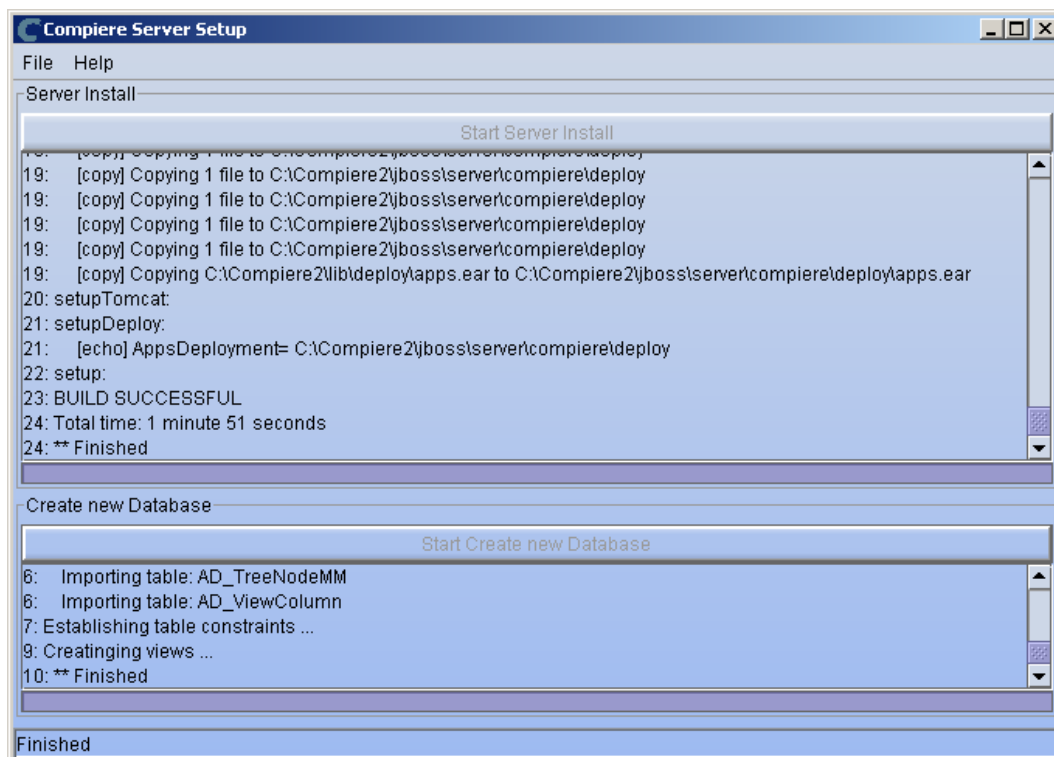 Compiere Server Setup
File Help
Server Install
Start Server Install
19: [copy] Copying 1 file to C:\Compiere2\jboss\server\compiere\deploy
19: [copy] Copying 1 file to C:\Compiere2\jboss\server\compiere\deploy
19: [copy] Copying 1 file to C:\Compiere2\jboss\server\compiere\deploy
19: [copy] Copying 1 file to C:\Compiere2\jboss\server\compiere\deploy
19: [copy] Copying C:\Compiere2\lib\deploy\apps.ear to C:\Compiere2\jboss\server\compiere\deploy\apps.ear
20: setupTomcat:
21: setupDeploy:
21: [echo] AppsDeployment= C:\Compiere2\jboss\server\compiere\deploy
22: setup:
23: BUILD SUCCESSFUL
24: Total time: 1 minute 51 seconds
24: ** Finished
Create new Database
Start Create new Database
6: Importing table: AD_TreeNodeMM
6: Importing table: AD_ViewColumn
7: Establishing table constraints ...
9: Creatinging views ...
10: ** Finished
Finished